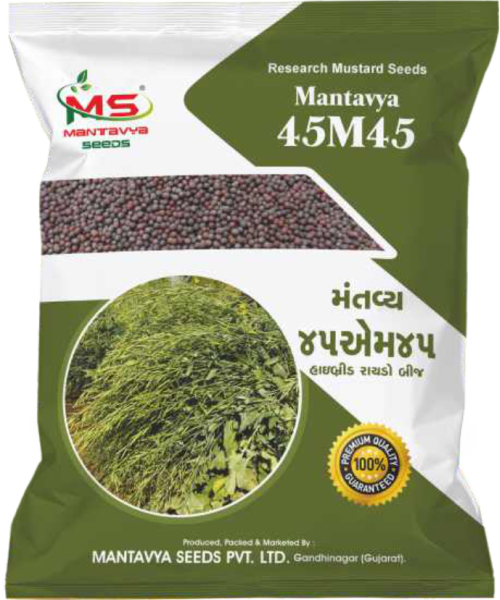 MS
MANTAVYA
SEEDS
Research Mustard Seeds
Mantavya
45M45
મંતવ્ય
૪૫એમ૪૫
હાઇબ્રીડ રાયડો બીજ
PREMIUM QUALITY
100%
GUARANTEED
Produced, Packed & Marketed By :
MANTAVYA SEEDS PVT. LTD. Gandhinagar (Gujarat).